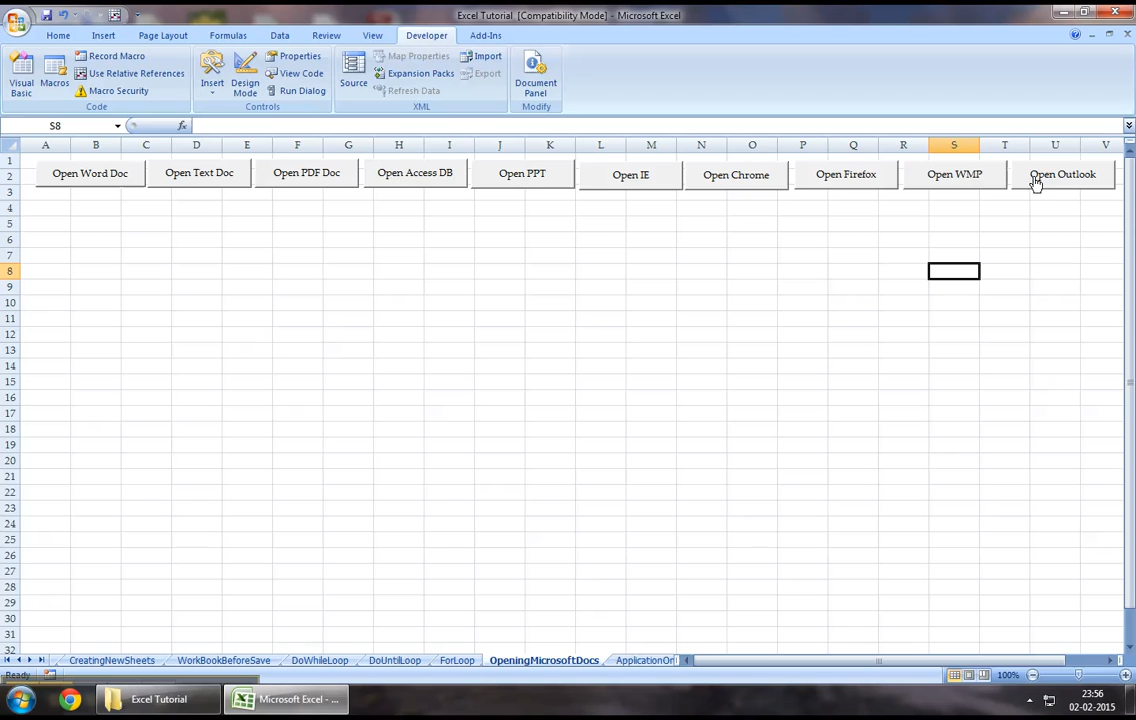 Excel Tutorial [Compatibility Mode] - Microsoft Excel
Home Insert Page Layout Formulas Data Review View Developer Add-Ins
Visual Basic Macros Record Macro Use Relative References Macro Security
Insert Design Mode Properties View Code Run Dialog
Source Map Properties Expansion Packs Refresh Data Import Export
Document Panel
Code Controls XML Modify
S8 fx
A B C D E F G H I J K L M N O P Q R S T U V
Open Word Doc Open Text Doc Open PDF Doc Open Access DB Open PPT Open IE Open Chrome Open Firefox Open WMP Open Outlook
1
2
3
4
5
6
7
8
9
10
11
12
13
14
15
16
17
18
19
20
21
22
23
24
25
26
27
28
29
30
31
32
CreatingNewSheets WorkBookBeforeSave DoWhileLoop DoUntilLoop ForLoop OpeningMicrosoftDocs ApplicationOn
Ready 100%
Excel Tutorial Microsoft Excel - ... 23:56
02-02-2015